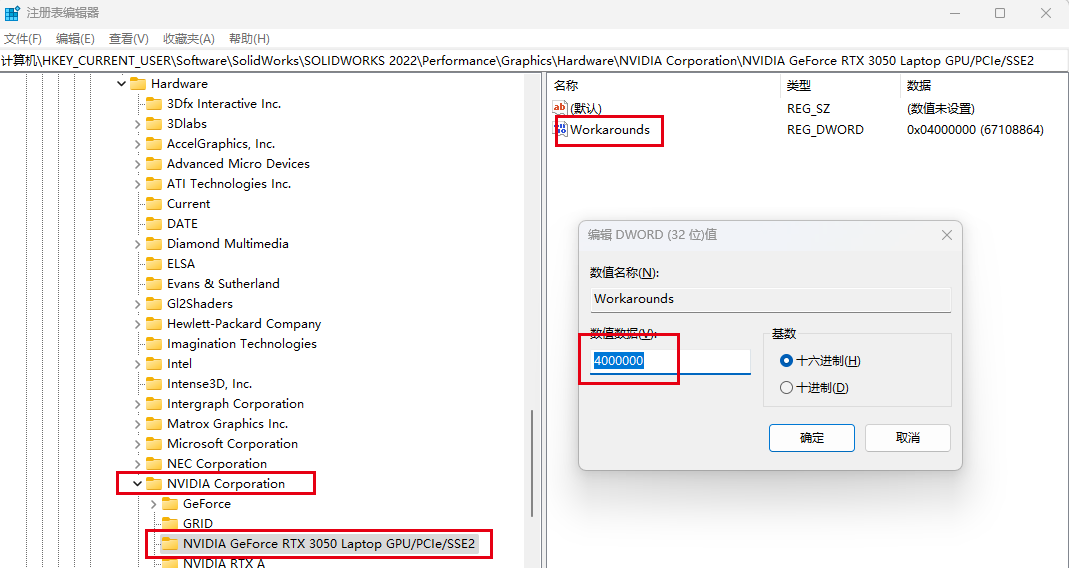 注册表编辑器
文件(F) 编辑(E) 查看(V) 收藏夹(A) 帮助(H)
计算机\HKEY_CURRENT_USER\Software\SolidWorks\SOLIDWORKS 2022\Performance\Graphics\Hardware\NVIDIA Corporation\NVIDIA GeForce RTX 3050 Laptop GPU/PCIe/SSE2
Hardware
3Dfx Interactive Inc.
3Dlabs
AccelGraphics, Inc.
Advanced Micro Devices
ATI Technologies Inc.
Current
DATE
Diamond Multimedia
ELSA
Evans & Sutherland
Gl2Shaders
Hewlett-Packard Company
Imagination Technologies
Intel
Intense3D, Inc.
Intergraph Corporation
Matrox Graphics Inc.
Microsoft Corporation
NEC Corporation
NVIDIA Corporation
GeForce
GRID
NVIDIA GeForce RTX 3050 Laptop GPU/PCIe/SSE2
NVIDIA RTX A
名称 类型 数据
(默认) REG_SZ (数值未设置)
Workarounds REG_DWORD 0x04000000 (67108864)
编辑 DWORD (32 位)值
数值名称(N):
Workarounds
数值数据(V): 基数
4000000 十六进制(H)
十进制(D)
确定 取消